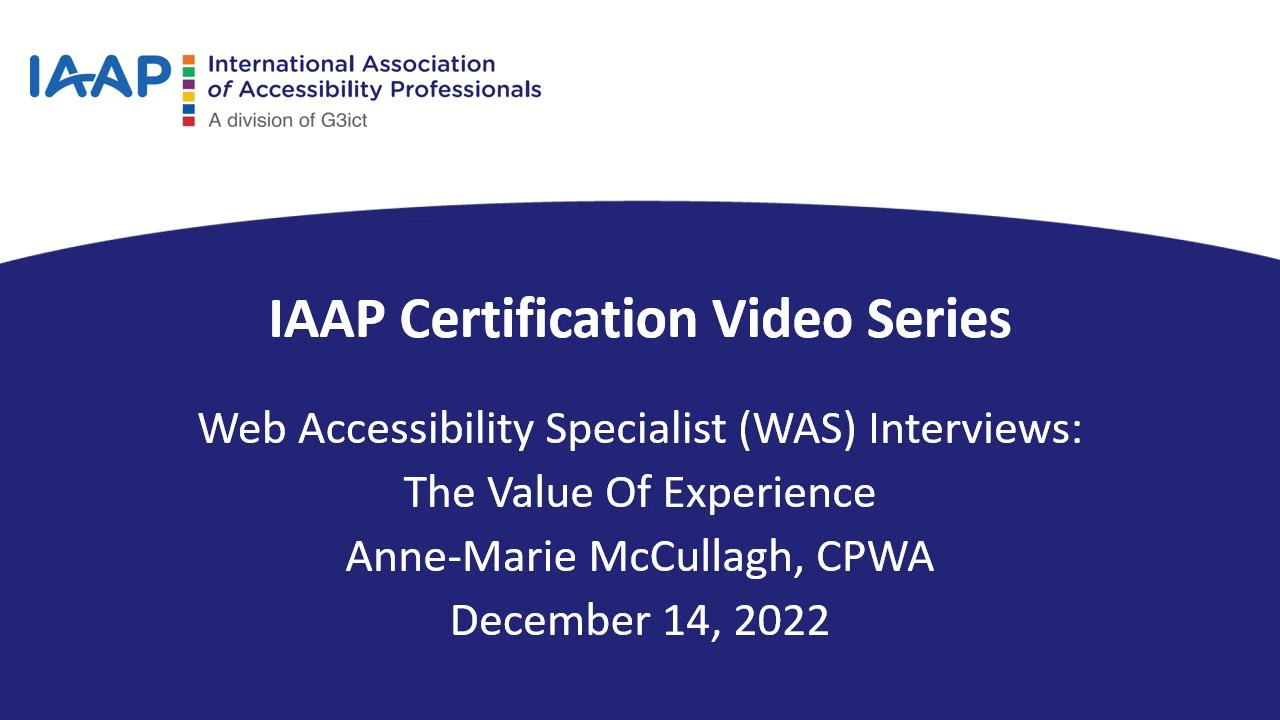 IAAP
International Association
of Accessibility Professionals
A division of G3ict
IAAP Certification Video Series
Web Accessibility Specialist (WAS) Interviews:
The Value Of Experience
Anne-Marie McCullagh, CPWA
December 14, 2022